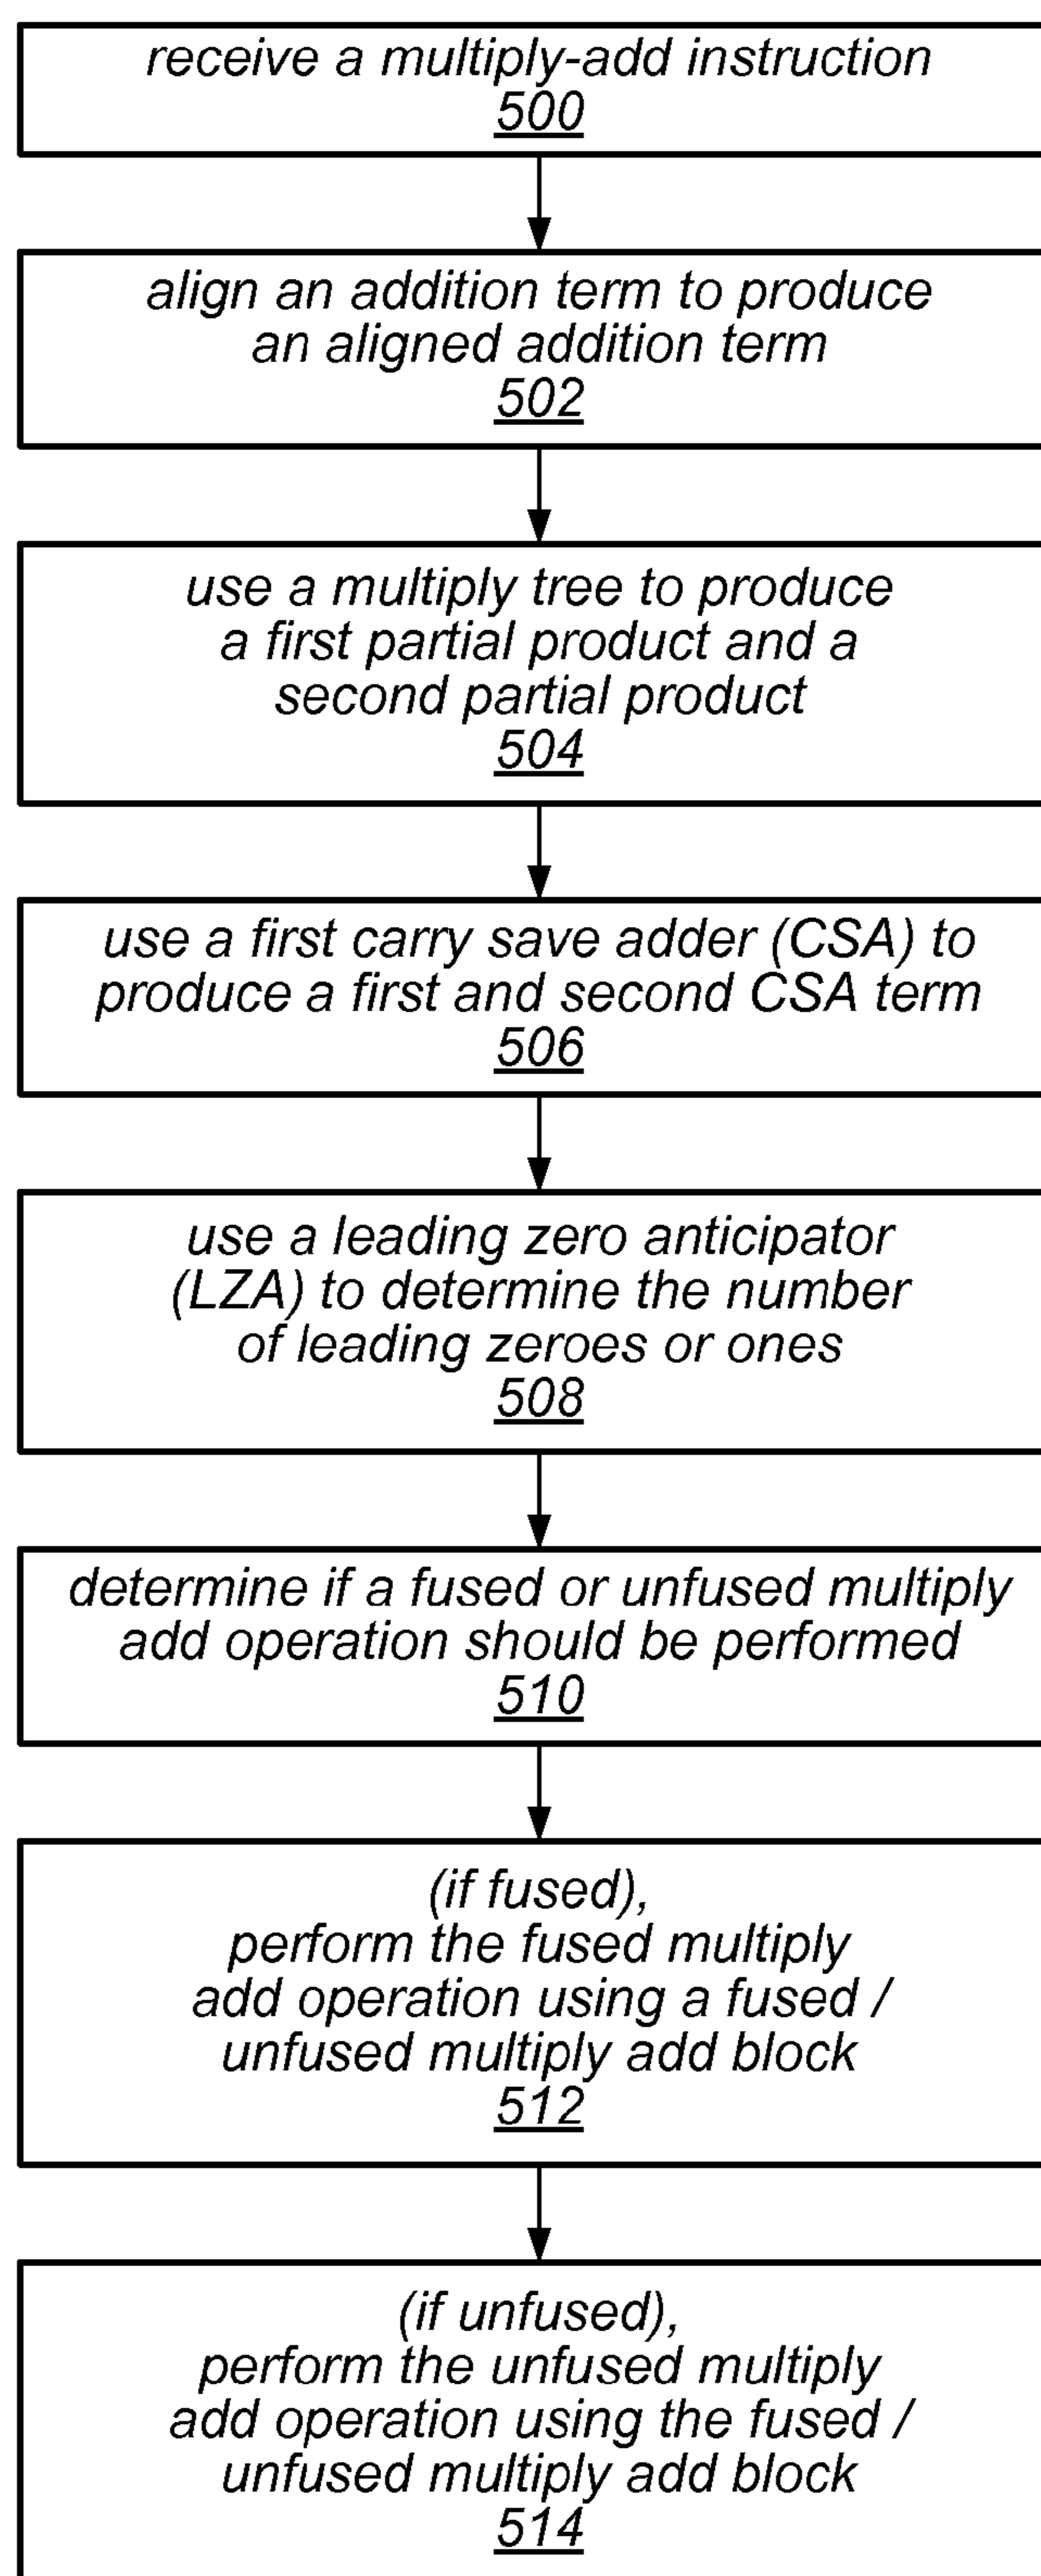 receive a multiply-add instruction
500
align an addition term to produce
an aligned addition term
502
use a multiply tree to produce
a first partial product and a
second partial product
504
use a first carry save adder (CSA) to
produce a first and second CSA term
506
use a leading zero anticipator
(LZA) to determine the number
of leading zeroes or ones
508
determine if a fused or unfused multiply
add operation should be performed
510
(if fused),
perform the fused multiply
add operation using a fused /
unfused multiply add block
512
(if unfused),
perform the unfused multiply
add operation using the fused /
unfused multiply add block
514